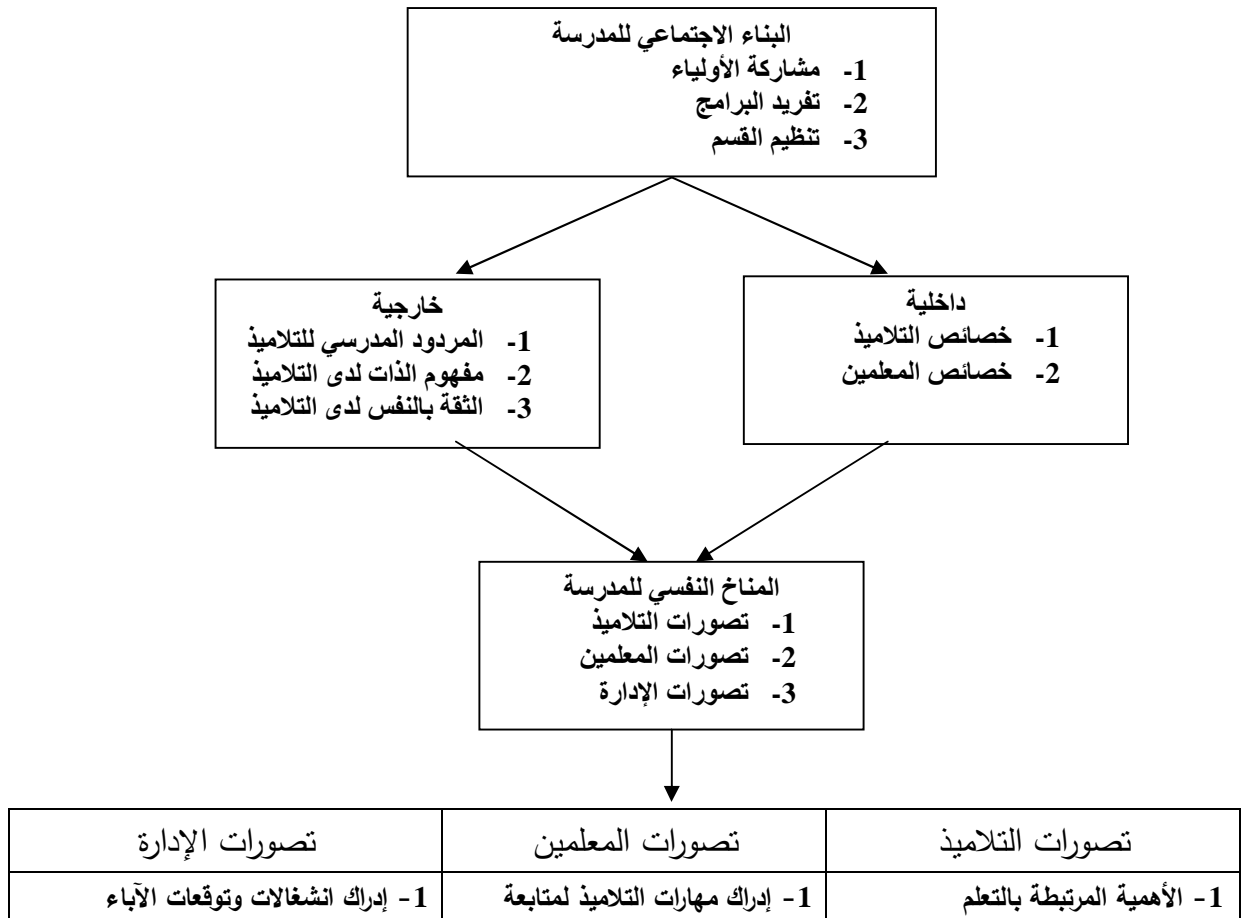 البناء الاجتماعي للمدرسة
1- مشاركة الأولياء
2- تفريد البرامج
3- تنظيم القسم
داخلية
1- خصائص التلاميذ
2- خصائص المعلمين
خارجية
1- المردود المدرسي للتلاميذ
2- مفهوم الذات لدى التلاميذ
3- الثقة بالنفس لدى التلاميذ
المناخ النفسي للمدرسة
1- تصورات التلاميذ
2- تصورات المعلمين
3- تصورات الإدارة
تصورات التلاميذ
تصورات المعلمين
تصورات الإدارة
1- الأهمية المرتبطة بالتعلم
1- إدراك مهارات التلاميذ لمتابعة
1- إدراك انشغالات وتوقعات الآباء